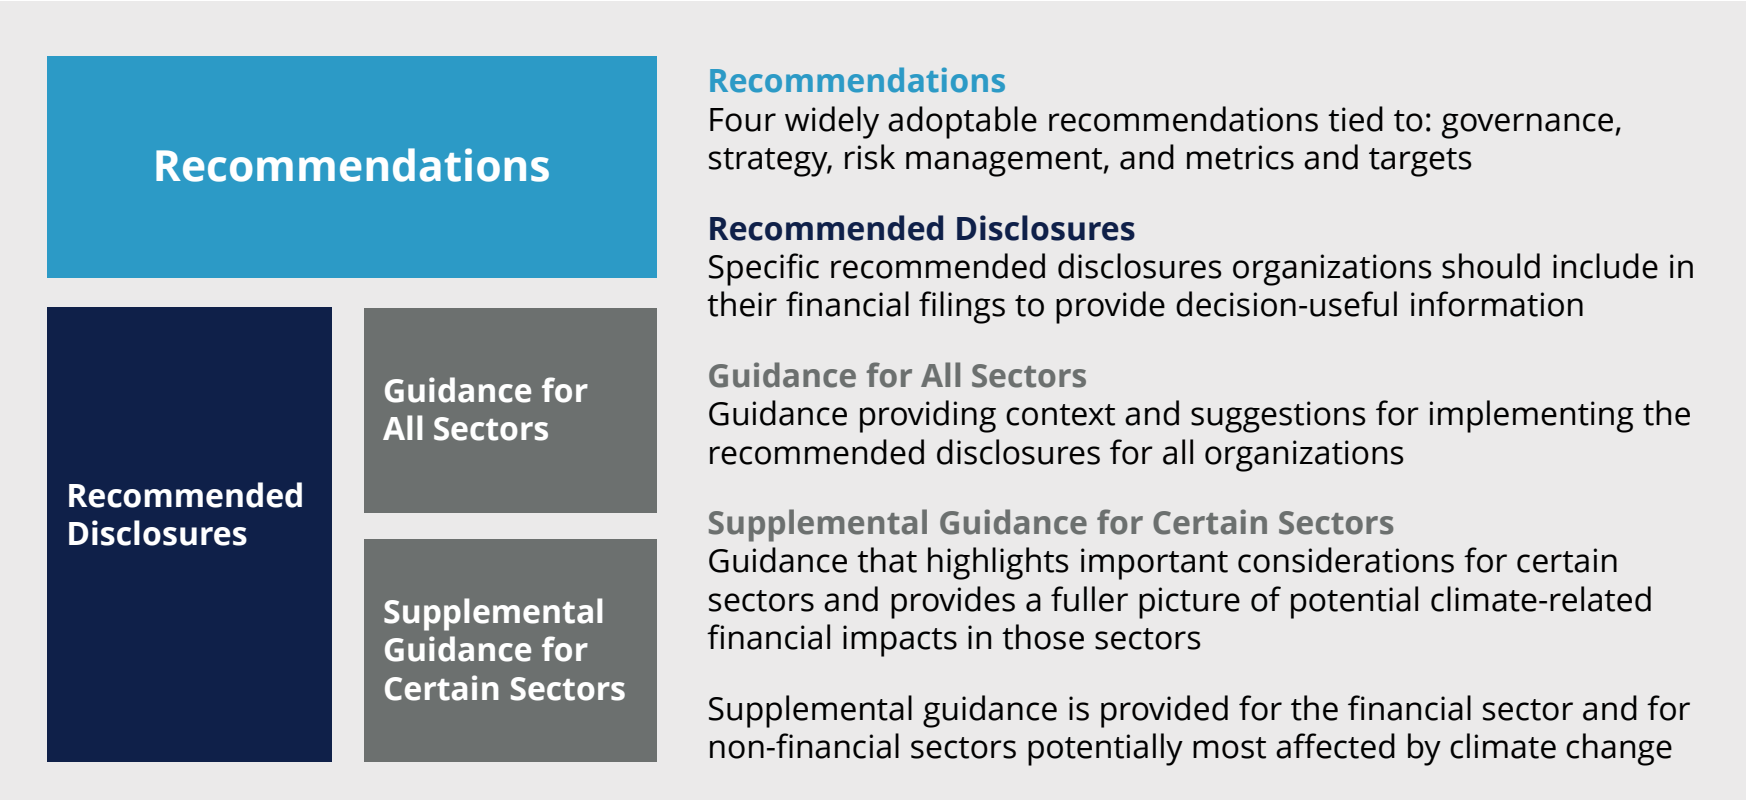 Recommendations
Recommended
Disclosures
Guidance for
All Sectors
Supplemental
Guidance for
Certain Sectors
Recommendations
Four widely adoptable recommendations tied to: governance,
strategy, risk management, and metrics and targets
Recommended Disclosures
Specific recommended disclosures organizations should include in
their financial filings to provide decision-useful information
Guidance for All Sectors
Guidance providing context and suggestions for implementing the
recommended disclosures for all organizations
Supplemental Guidance for Certain Sectors
Guidance that highlights important considerations for certain
sectors and provides a fuller picture of potential climate-related
financial impacts in those sectors
Supplemental guidance is provided for the financial sector and for
non-financial sectors potentially most affected by climate change